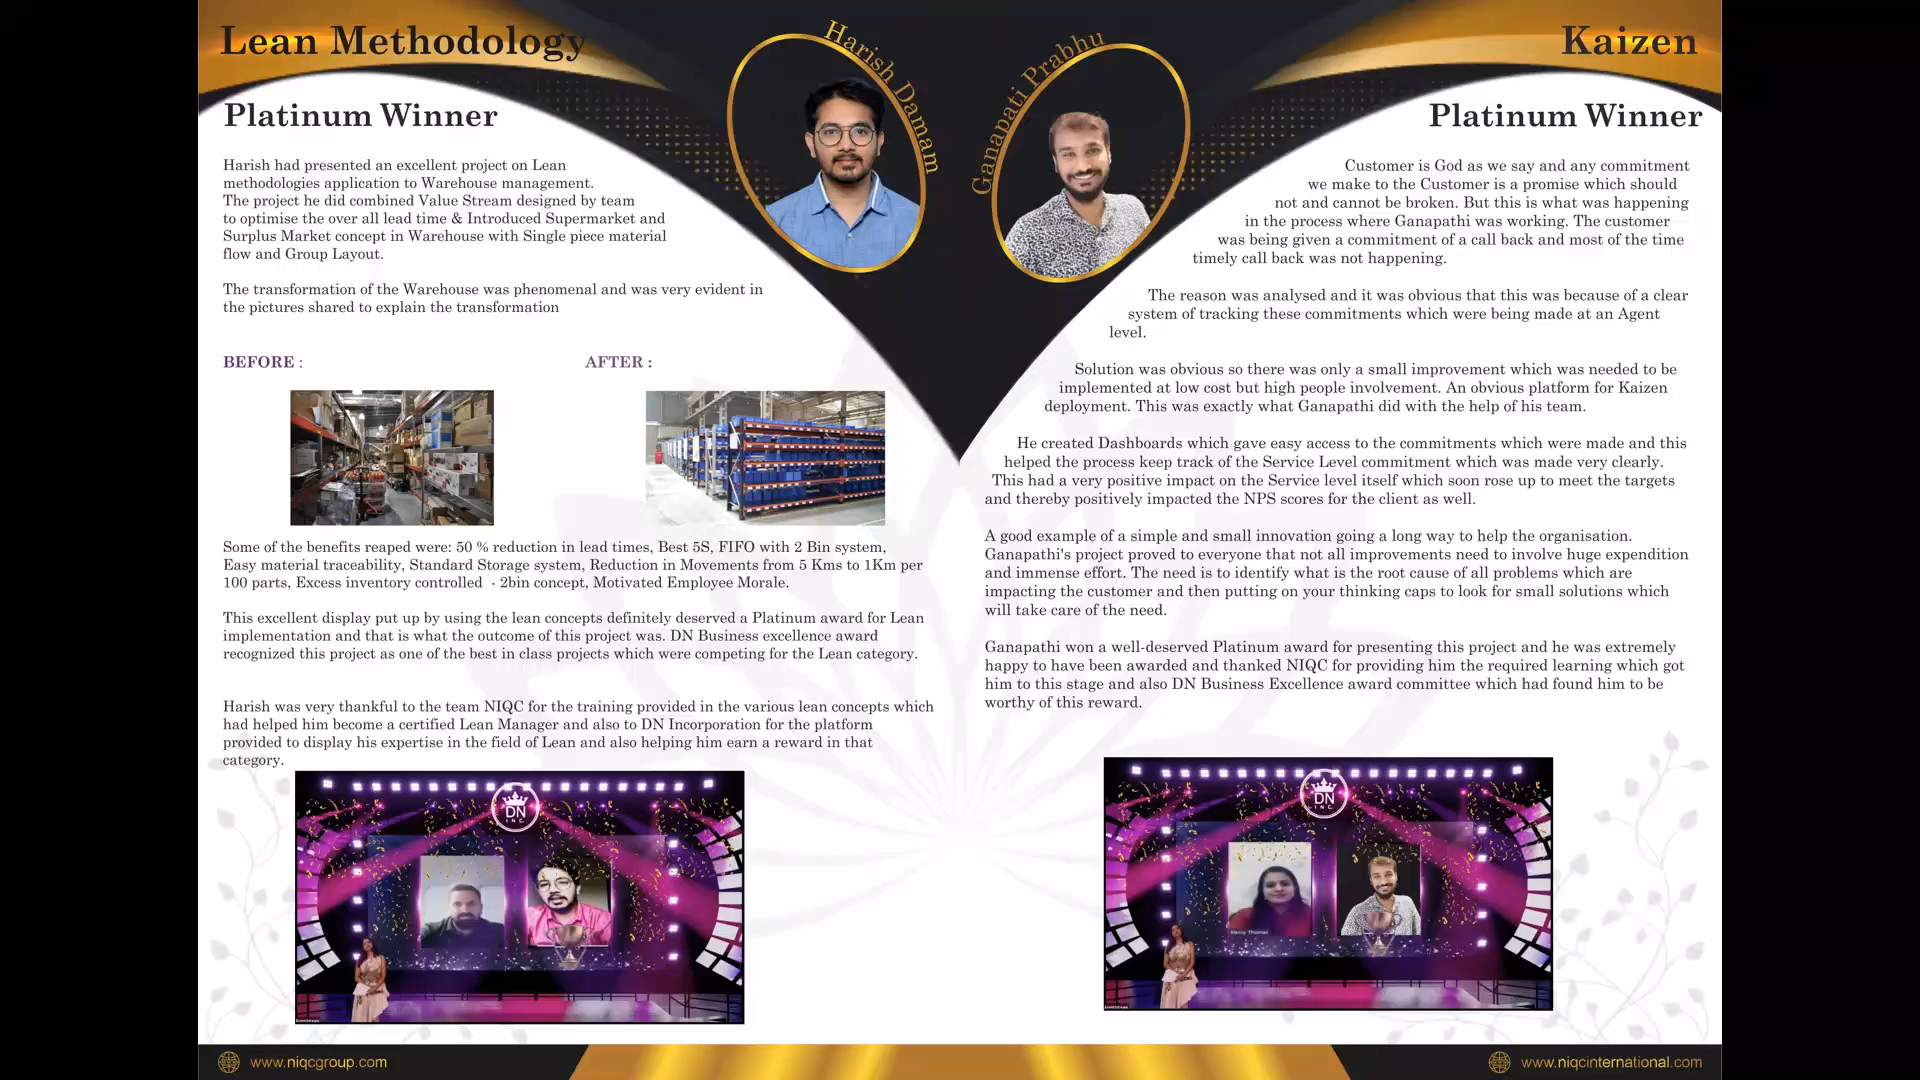 Lean Methodology
Platinum Winner
Harish Damam
Harish had presented an excellent project on Lean
methodologies application to Warehouse management.
The project he did combined Value Stream designed by team
to optimise the over all lead time & Introduced Supermarket and
Surplus Market concept in Warehouse with Single piece material
flow and Group Layout.
The transformation of the Warehouse was phenomenal and was very evident in
the pictures shared to explain the transformation
BEFORE :
AFTER :
Some of the benefits reaped were: 50 % reduction in lead times, Best 5S, FIFO with 2 Bin system,
Easy material traceability, Standard Storage system, Reduction in Movements from 5 Kms to 1Km per
100 parts, Excess inventory controlled - 2bin concept, Motivated Employee Morale.
This excellent display put up by using the lean concepts definitely deserved a Platinum award for Lean
implementation and that is what the outcome of this project was. DN Business excellence award
recognized this project as one of the best in class projects which were competing for the Lean category.
Harish was very thankful to the team NIQC for the training provided in the various lean concepts which
had helped him become a certified Lean Manager and also to DN Incorporation for the platform
provided to display his expertise in the field of Lean and also helping him earn a reward in that
category.
DN
INC.
www.niqcgroup.com
Kaizen
Platinum Winner
Ganapati Prabhu
Customer is God as we say and any commitment
we make to the Customer is a promise which should
not and cannot be broken. But this is what was happening
in the process where Ganapathi was working. The customer
was being given a commitment of a call back and most of the time
timely call back was not happening.
The reason was analysed and it was obvious that this was because of a clear
system of tracking these commitments which were being made at an Agent
level.
Solution was obvious so there was only a small improvement which was needed to be
implemented at low cost but high people involvement. An obvious platform for Kaizen
deployment. This was exactly what Ganapathi did with the help of his team.
He created Dashboards which gave easy access to the commitments which were made and this
helped the process keep track of the Service Level commitment which was made very clearly.
This had a very positive impact on the Service level itself which soon rose up to meet the targets
and thereby positively impacted the NPS scores for the client as well.
A good example of a simple and small innovation going a long way to help the organisation.
Ganapathi's project proved to everyone that not all improvements need to involve huge expendition
and immense effort. The need is to identify what is the root cause of all problems which are
impacting the customer and then putting on your thinking caps to look for small solutions which
will take care of the need.
Ganapathi won a well-deserved Platinum award for presenting this project and he was extremely
happy to have been awarded and thanked NIQC for providing him the required learning which got
him to this stage and also DN Business Excellence award committee which had found him to be
worthy of this reward.
DN
INC.
Mercy Thomas
www.niqcinternational.com